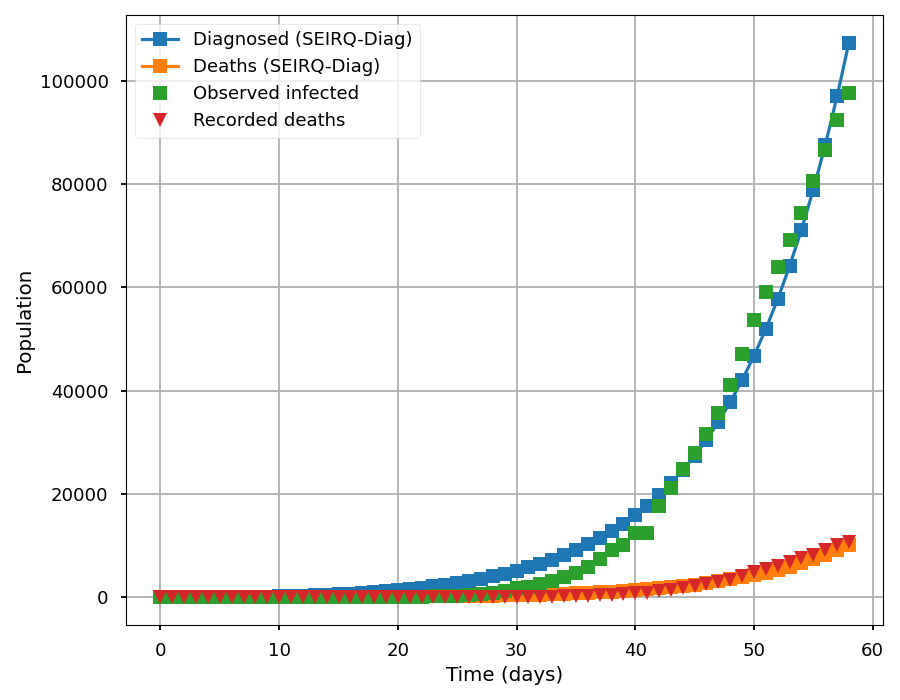 Diagnosed (SEIRQ-Diag)
Deaths (SEIRQ-Diag)
Observed infected
Recorded deaths
100000
80000
60000
40000
20000
0
Population
0 10 20 30 40 50 60
Time (days)